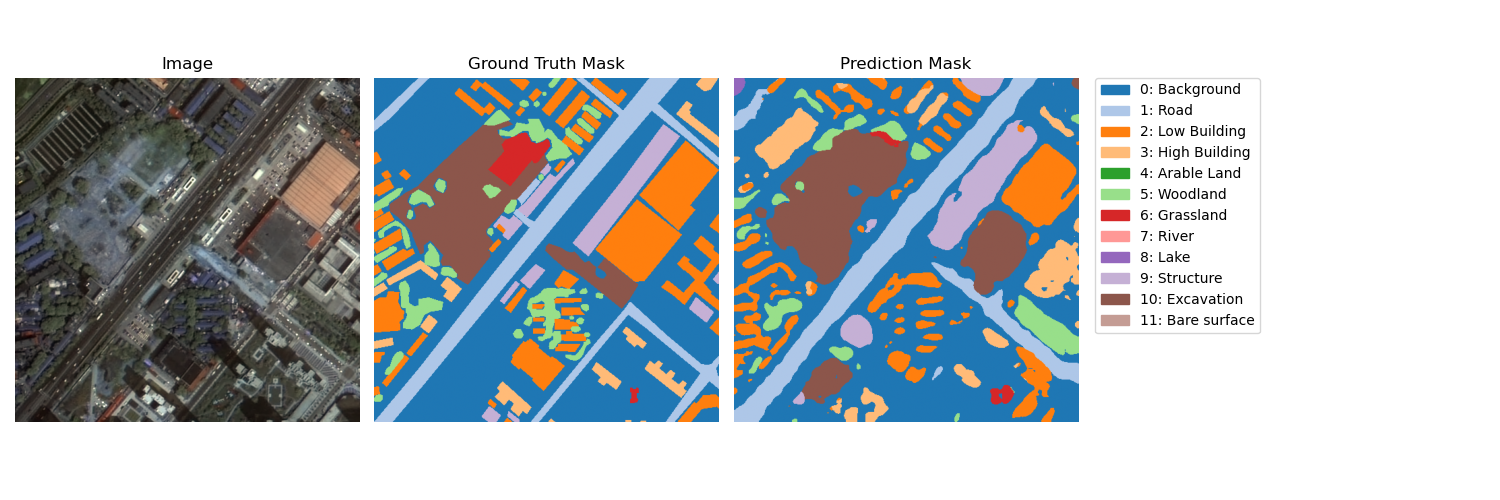 Image
Ground Truth Mask
Prediction Mask
0: Background
1: Road
2: Low Building
3: High Building
4: Arable Land
5: Woodland
6: Grassland
7: River
8: Lake
9: Structure
10: Excavation
11: Bare surface